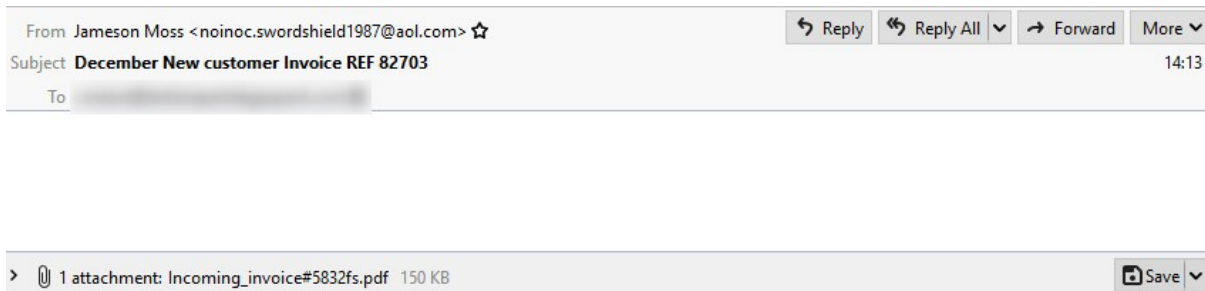 From Jameson Moss <noinoc.swordshield1987@aol.com>
Reply Reply All Forward More
Subject December New customer Invoice REF 82703
14:13
To
1 attachment: Incoming_invoice#5832fs.pdf 150 KB
Save